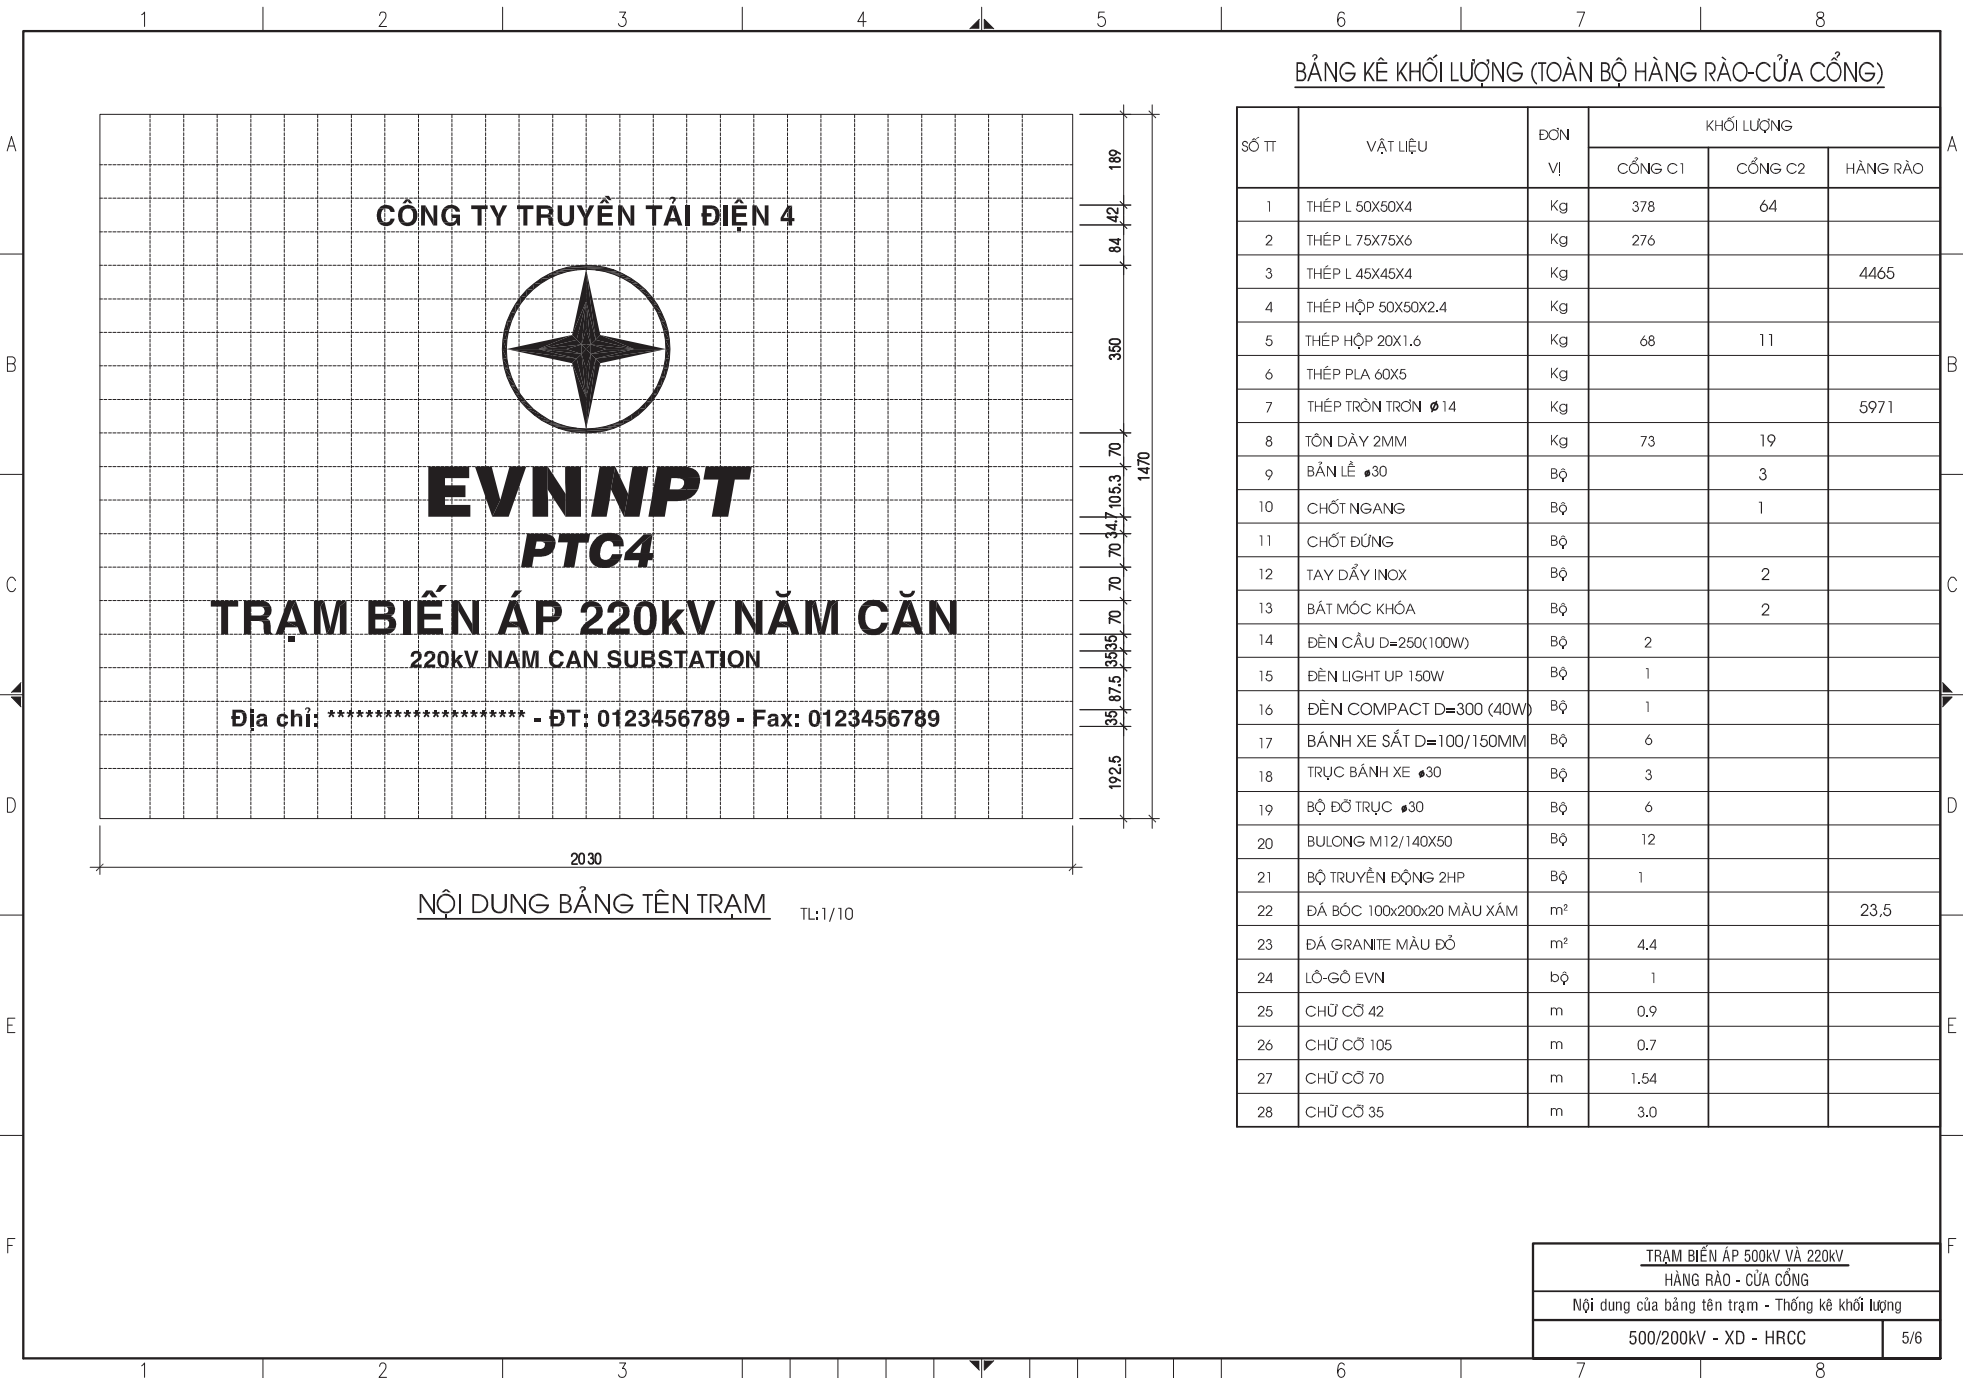 1 2 3 4 5 6 7 8
BẢNG KÊ KHỐI LƯỢNG (TOÀN BỘ HÀNG RÀO-CỬA CỔNG)
CÔNG TY TRUYỀN TẢI ĐIỆN 4
EVNNPT
PTC4
TRẠM BIẾN ÁP 220kV NĂM CĂN
220kV NAM CAN SUBSTATION
Địa chỉ: ********************* - ĐT: 0123456789 - Fax: 0123456789
189
42
84
350
70
105.3
34.7
70
70
70
35
35
35
87.5
35
192.5
1470
2030
NỘI DUNG BẢNG TÊN TRẠM TL:1/10
SỐ TT VẬT LIỆU ĐƠN VỊ KHỐI LƯỢNG
CỔNG C1 CỔNG C2 HÀNG RÀO
1 THÉP L 50X50X4 Kg 378 64
2 THÉP L 75X75X6 Kg 276
3 THÉP L 45X45X4 Kg 4465
4 THÉP HỘP 50X50X2.4 Kg
5 THÉP HỘP 20X1.6 Kg 68 11
6 THÉP PLA 60X5 Kg
7 THÉP TRÒN TRƠN Ø14 Kg 5971
8 TÔN DÀY 2MM Kg 73 19
9 BẢN LỀ ø30 Bộ 3
10 CHỐT NGANG Bộ 1
11 CHỐT ĐỨNG Bộ
12 TAY DẨY INOX Bộ 2
13 BÁT MÓC KHÓA Bộ 2
14 ĐÈN CẦU D=250(100W) Bộ 2
15 ĐÈN LIGHT UP 150W Bộ 1
16 ĐÈN COMPACT D=300 (40W) Bộ 1
17 BÁNH XE SẮT D=100/150MM Bộ 6
18 TRỤC BÁNH XE ø30 Bộ 3
19 BỘ ĐỠ TRỤC ø30 Bộ 6
20 BULONG M12/140X50 Bộ 12
21 BỘ TRUYỀN ĐỘNG 2HP Bộ 1
22 ĐÁ BÓC 100x200x20 MÀU XÁM m² 23,5
23 ĐÁ GRANITE MÀU ĐỎ m² 4.4
24 LÔ-GÔ EVN bộ 1
25 CHỮ CỠ 42 m 0.9
26 CHỮ CỠ 105 m 0.7
27 CHỮ CỠ 70 m 1.54
28 CHỮ CỠ 35 m 3.0
A A
B B
C C
D D
E E
F F
TRẠM BIẾN ÁP 500kV VÀ 220kV
HÀNG RÀO - CỬA CỔNG
Nội dung của bảng tên trạm - Thống kê khối lượng
500/200kV - XD - HRCC 5/6
1 2 3 6 7 8